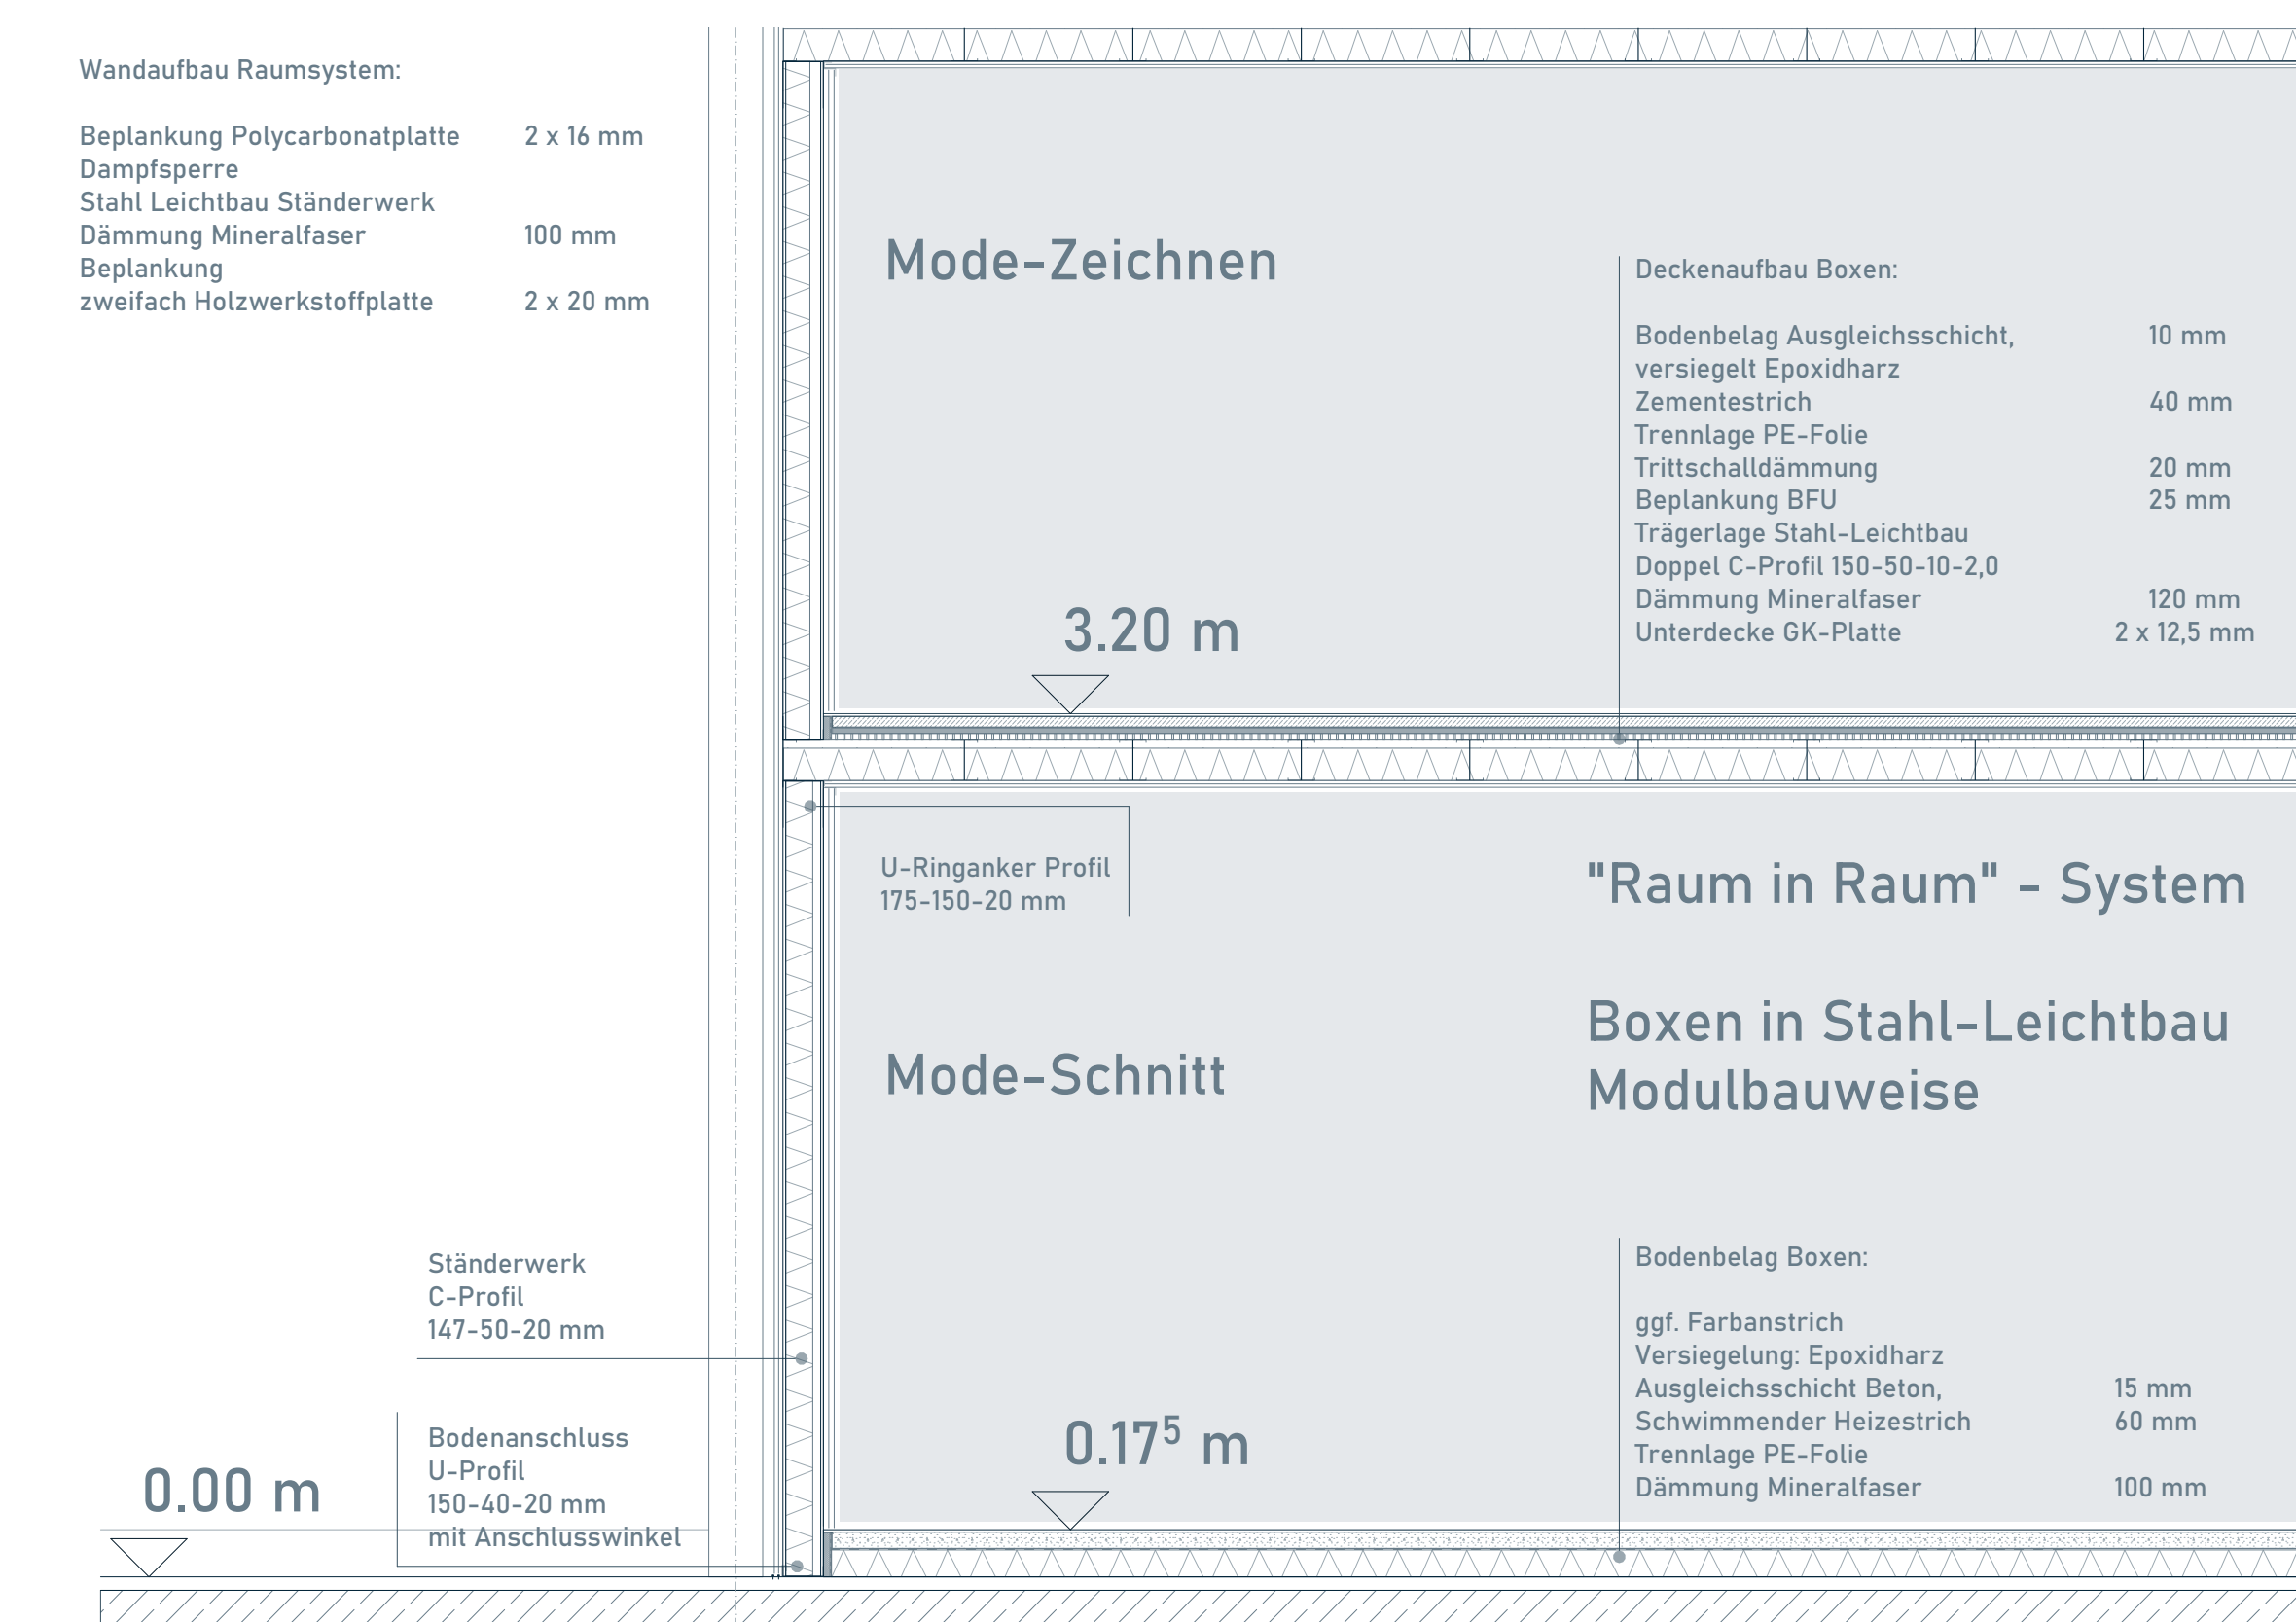 Wandaufbau Raumsystem:
Beplankung Polycarbonatplatte 2 x 16 mm
Dampfsperre
Stahl Leichtbau Ständerwerk
Dämmung Mineralfaser 100 mm
Beplankung
zweifach Holzwerkstoffplatte 2 x 20 mm
Mode-Zeichnen
3.20 m
Deckenaufbau Boxen:
Bodenbelag Ausgleichsschicht, 10 mm
versiegelt Epoxidharz
Zementestrich 40 mm
Trennlage PE-Folie
Trittschalldämmung 20 mm
Beplankung BFU 25 mm
Trägerlage Stahl-Leichtbau
Doppel C-Profil 150-50-10-2,0
Dämmung Mineralfaser 120 mm
Unterdecke GK-Platte 2 x 12,5 mm
U-Ringanker Profil
175-150-20 mm
"Raum in Raum" - System
Boxen in Stahl-Leichtbau
Modulbauweise
Mode-Schnitt
Ständerwerk
C-Profil
147-50-20 mm
Bodenanschluss
U-Profil
150-40-20 mm
mit Anschlusswinkel
0.00 m
0.17⁵ m
Bodenbelag Boxen:
ggf. Farbanstrich
Versiegelung: Epoxidharz
Ausgleichsschicht Beton, 15 mm
Schwimmender Heizestrich 60 mm
Trennlage PE-Folie
Dämmung Mineralfaser 100 mm